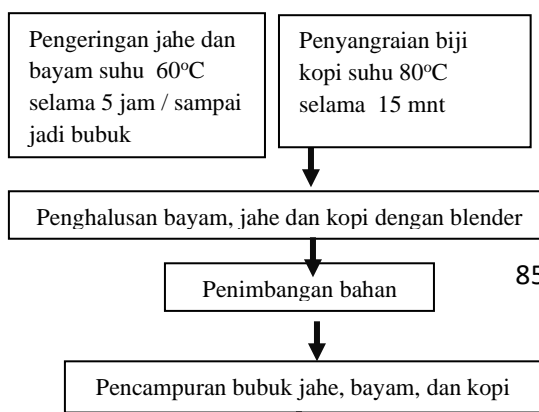 Pengeringan jahe dan
bayam suhu 60°C
selama 5 jam / sampai
jadi bubuk
Penyangraian biji
kopi suhu 80°C
selama 15 mnt
Penghalusan bayam, jahe dan kopi dengan blender
Penimbangan bahan
85
Pencampuran bubuk jahe, bayam, dan kopi